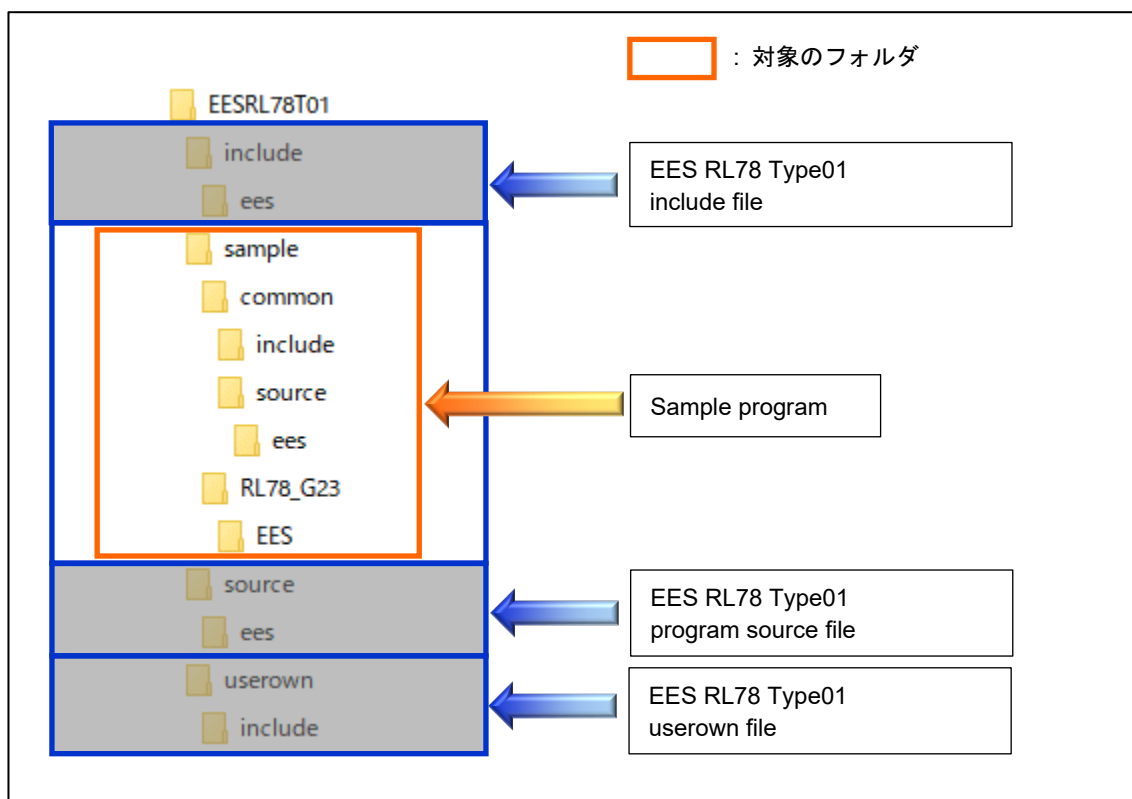 : 対象のフォルダ
EESRL78T01
include
ees
EES RL78 Type01
include file
sample
common
include
source
ees
RL78_G23
EES
Sample program
source
ees
EES RL78 Type01
program source file
userown
include
EES RL78 Type01
userown file